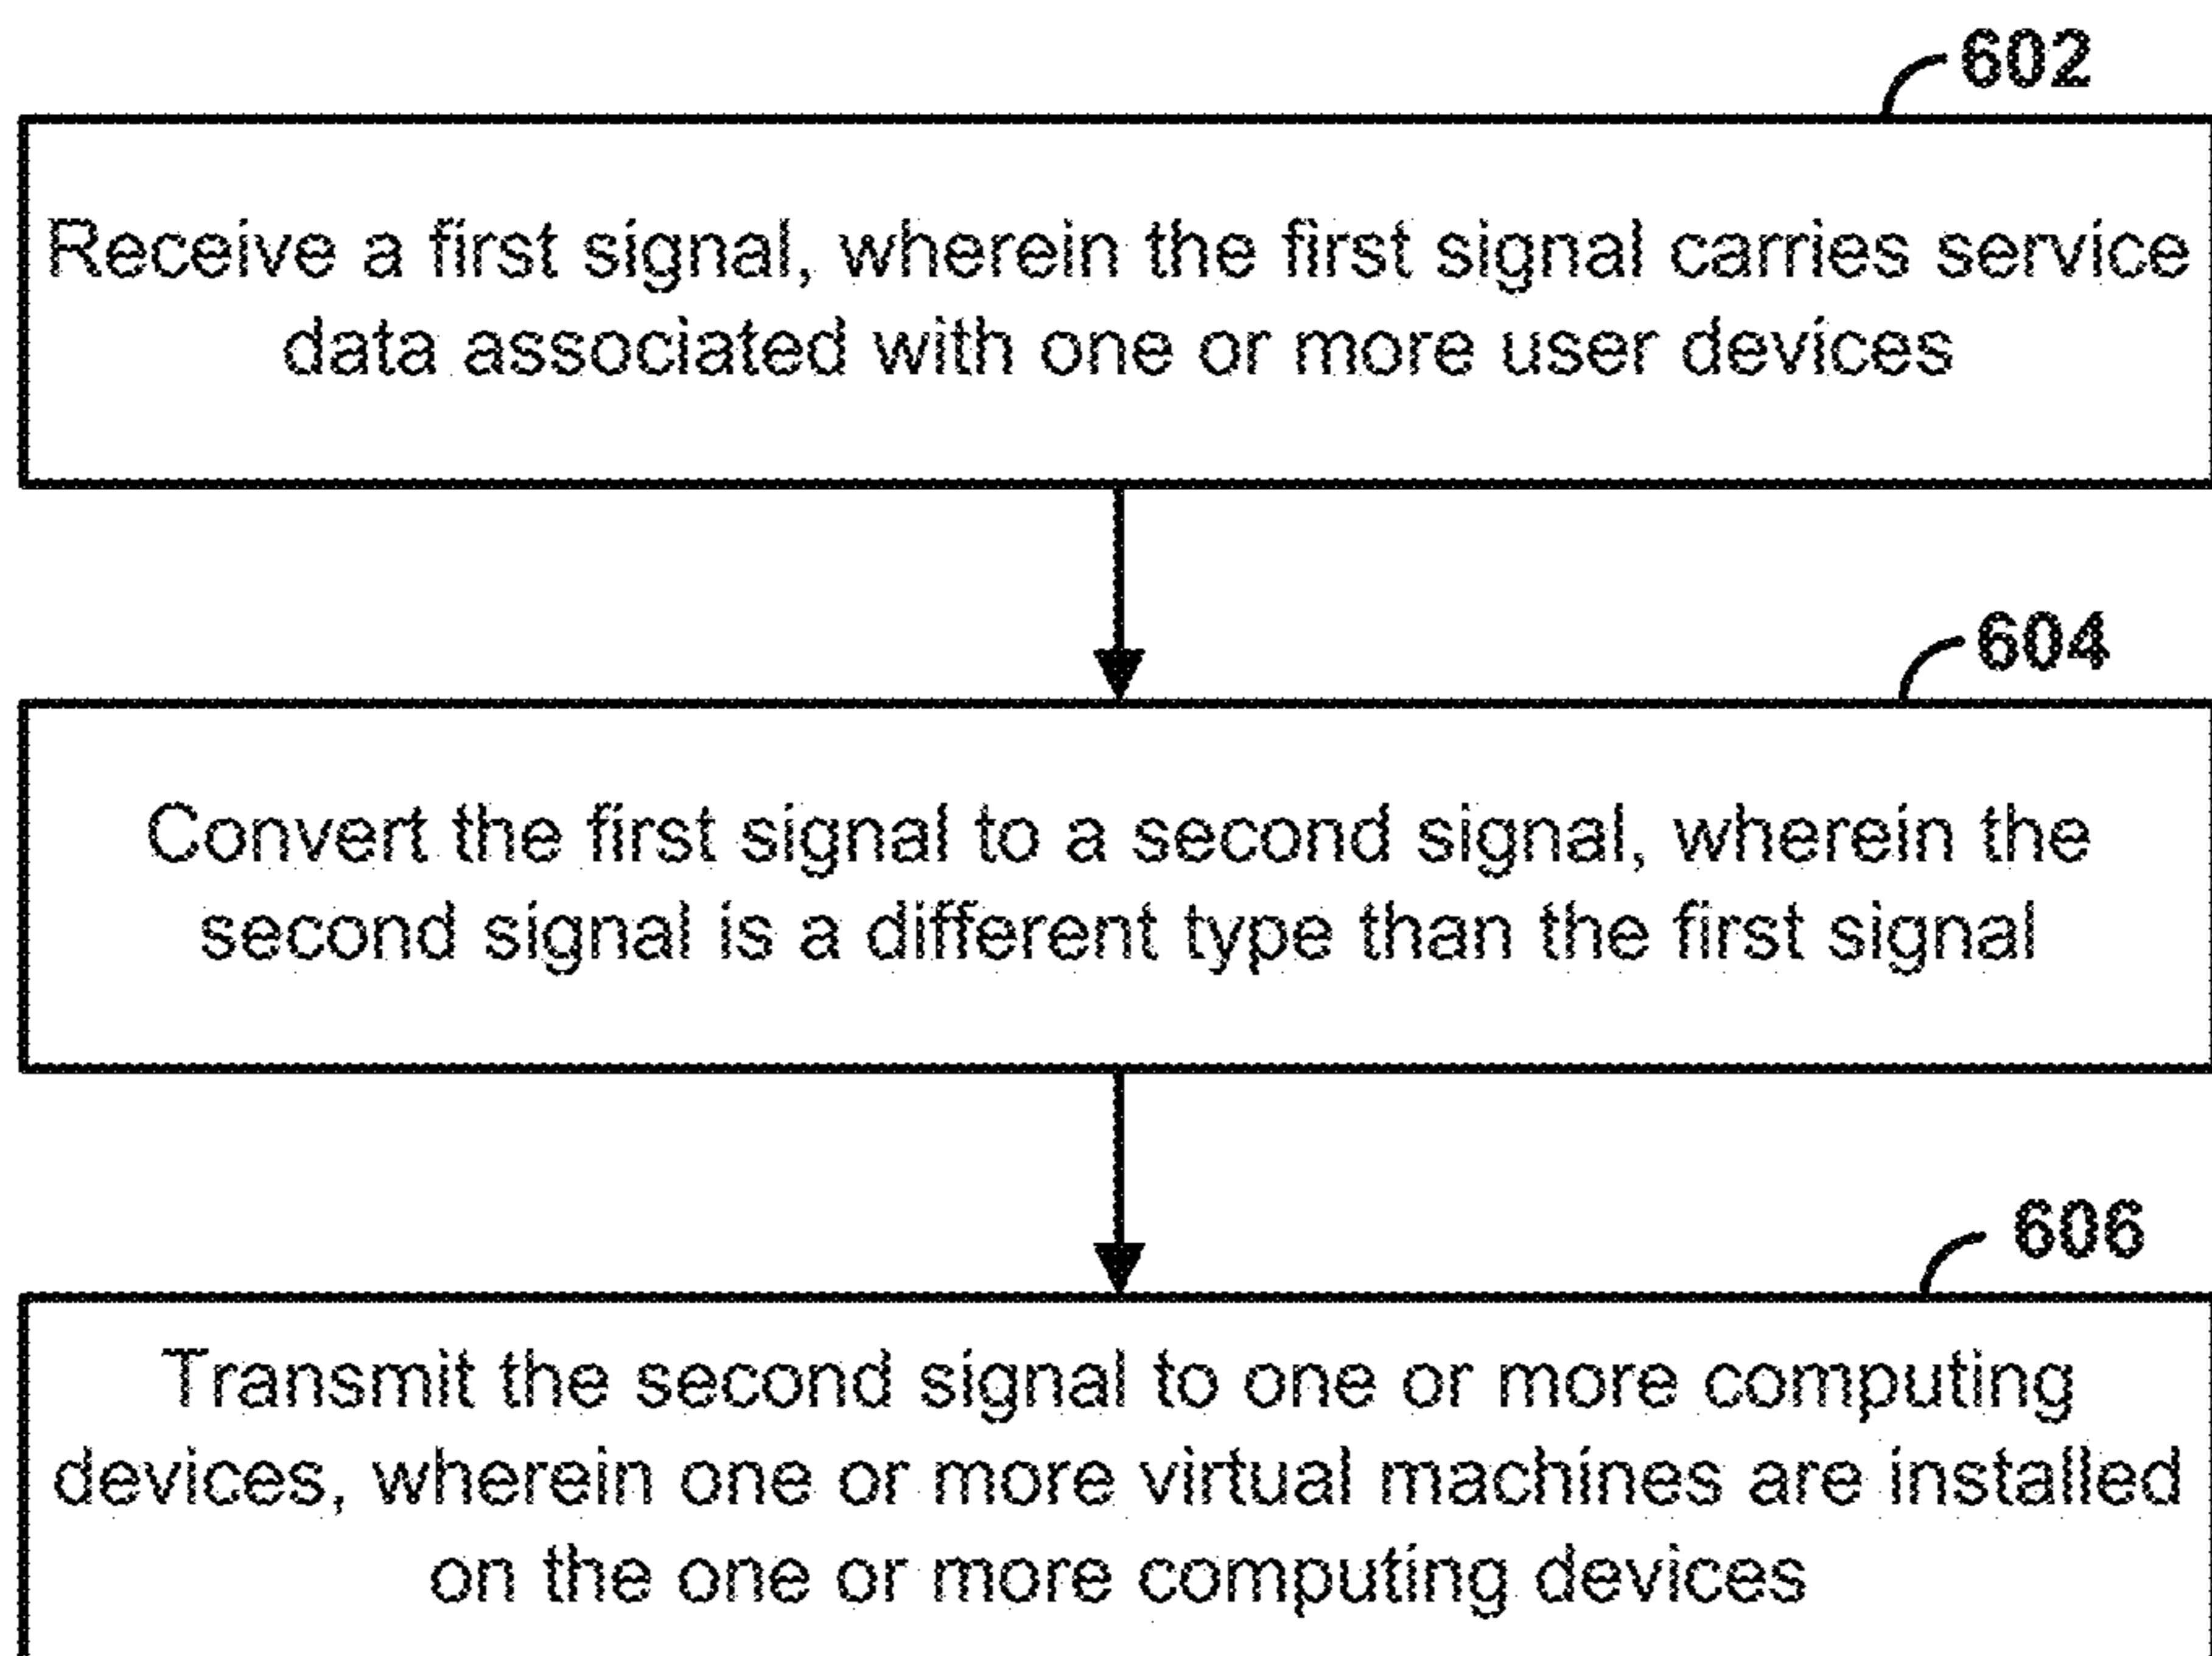 602
Receive a first signal, wherein the first signal carries service
data associated with one or more user devices
604
Convert the first signal to a second signal, wherein the
second signal is a different type than the first signal
606
Transmit the second signal to one or more computing
devices, wherein one or more virtual machines are installed
on the one or more computing devices